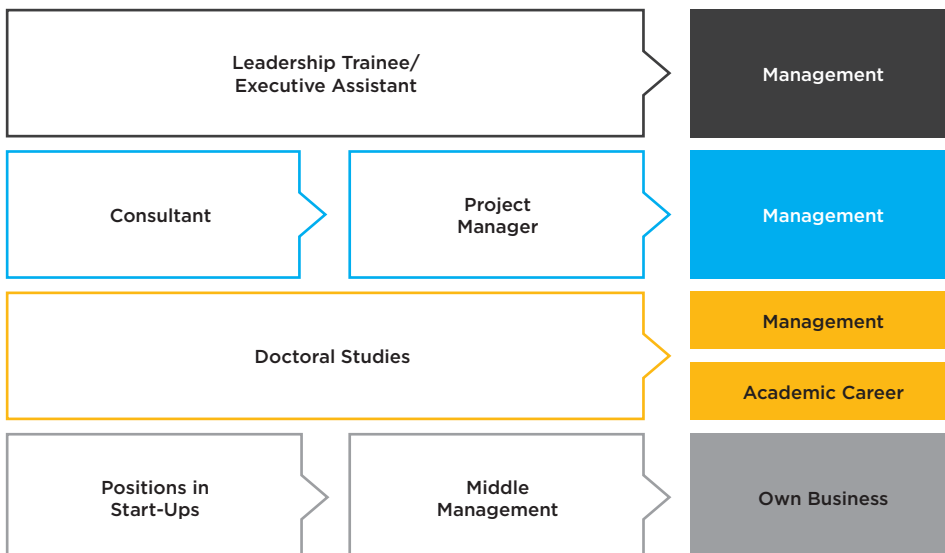 Leadership Trainee/
Executive Assistant
Management
Consultant
Project
Manager
Management
Doctoral Studies
Management
Academic Career
Positions in
Start-Ups
Middle
Management
Own Business